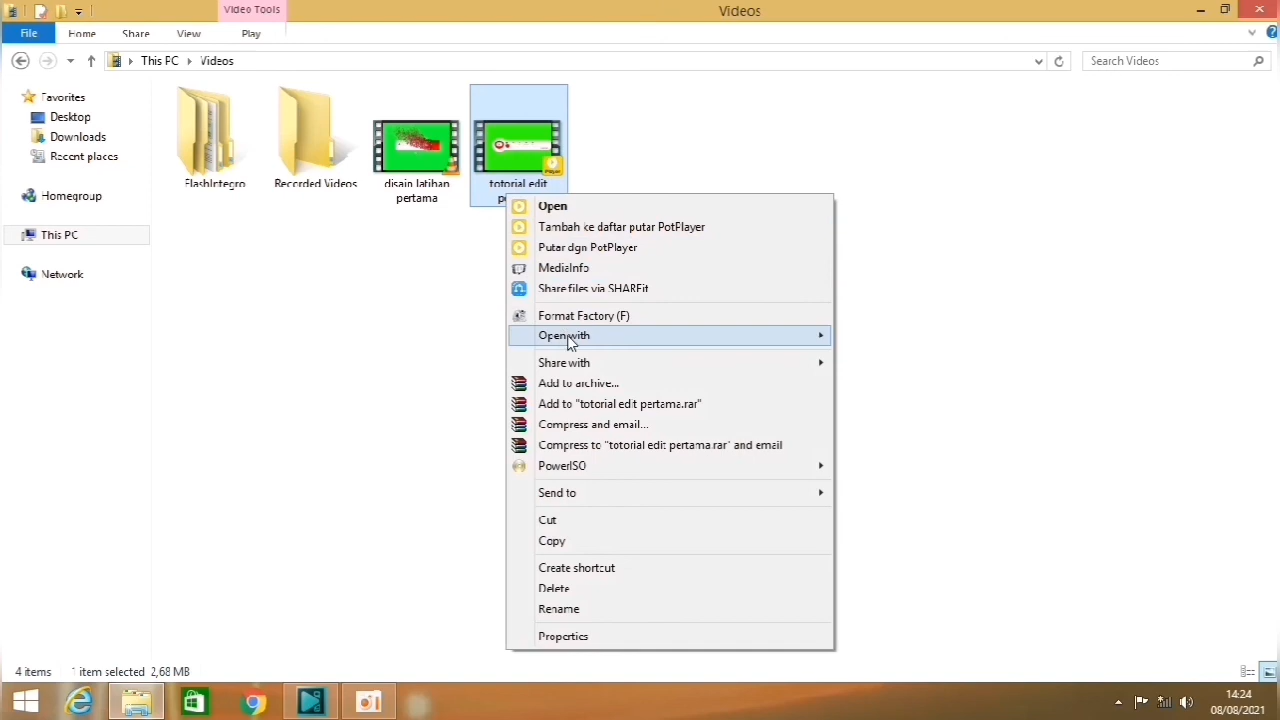 Video Tools
Videos
File Home Share View Play
This PC Videos
Search Videos
Favorites
Desktop
Downloads
Recent places
Homegroup
This PC
Network
FlashIntegro
Recorded Videos
disain latihan
pertama
totorial edit
Open
Tambah ke daftar putar PotPlayer
Putar dgn PotPlayer
MediaInfo
Share files via SHAREit
Format Factory (F)
Open with
Share with
Add to archive...
Add to "totorial edit pertama.rar"
Compress and email...
Compress to "totorial edit pertama.rar" and email
PowerISO
Send to
Cut
Copy
Create shortcut
Delete
Rename
Properties
4 items 1 item selected 2,68 MB
14:24
08/08/2021